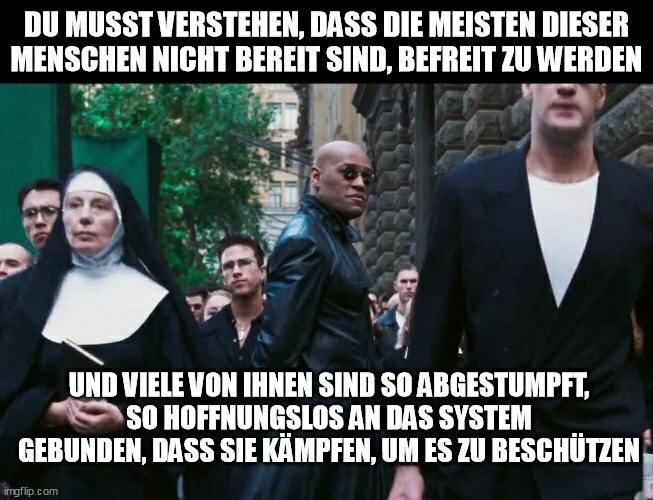 DU MUSST VERSTEHEN, DASS DIE MEISTEN DIESER
MENSCHEN NICHT BEREIT SIND, BEFREIT ZU WERDEN
UND VIELE VON IHNEN SIND SO ABGESTUMPFT,
SO HOFFNUNGSLOS AN DAS SYSTEM
GEBUNDEN, DASS SIE KÄMPFEN, UM ES ZU BESCHÜTZEN
imgflip.com